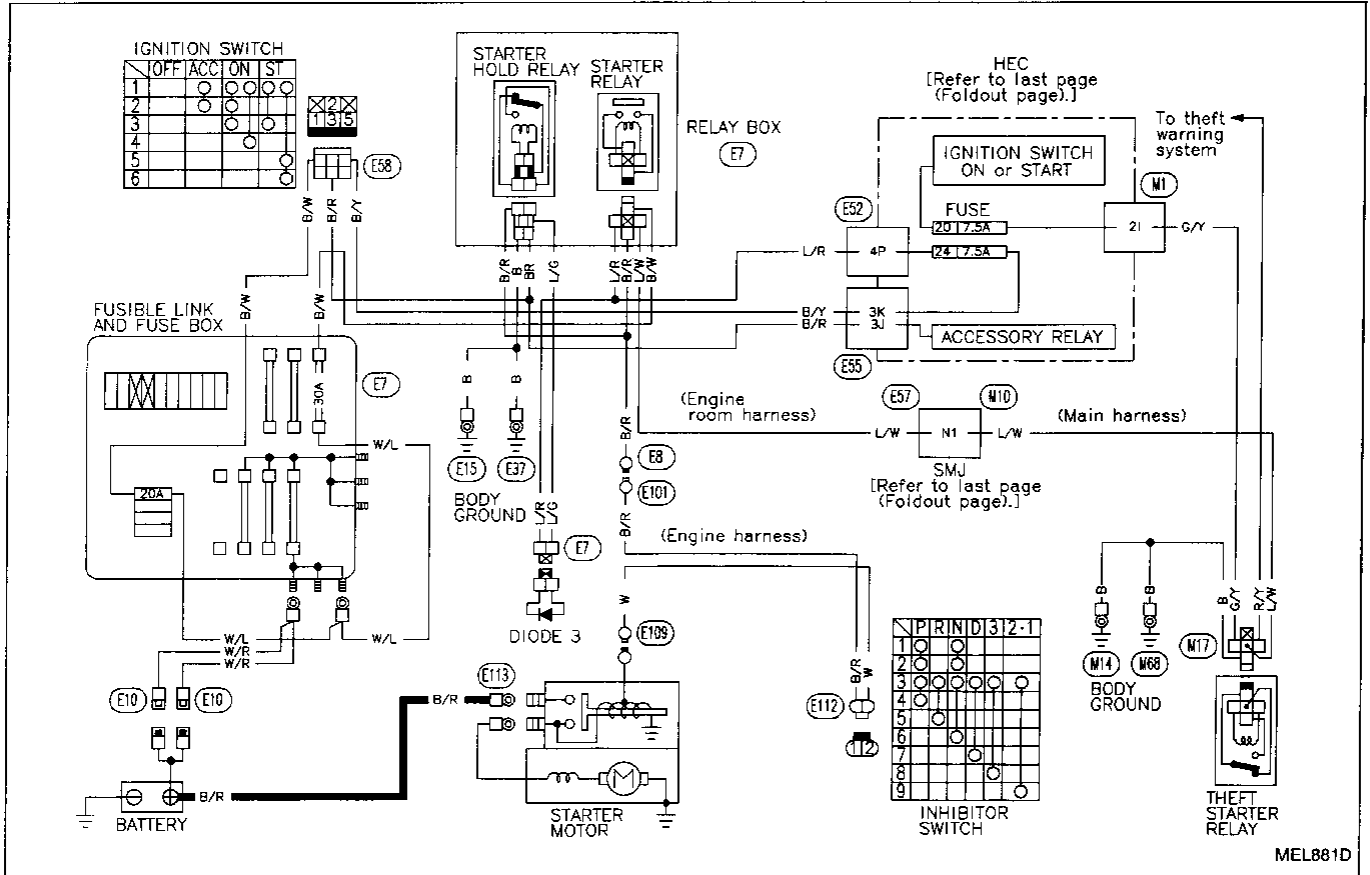 IGNITION SWITCH
OFF ACC ON ST
1
2
3
4
5
6
2
1 3 5
E58
B/W
B/R
B/Y
STARTER
HOLD RELAY
STARTER
RELAY
RELAY BOX
E7
B/R
B
BR
L/G
L/R
B/R
L/W
B/W
HEC
[Refer to last page
(Foldout page).]
To theft
warning
system
IGNITION SWITCH
ON or START
M1
E52
FUSE
20 7.5A
2I
G/Y
L/R
4P
24 7.5A
B/Y
3K
B/R
3J
ACCESSORY RELAY
E55
FUSIBLE LINK
AND FUSE BOX
B/W
B/W
30A
E7
W/L
20A
W/L
W/L
W/R
W/R
E10
E10
B
B
E15
E37
BODY
GROUND
L/R
L/G
E7
DIODE 3
B/R
E8
E101
B/R
(Engine
room harness)
E57
M10
(Main harness)
L/W
N1
L/W
SMJ
[Refer to last page
(Foldout page).]
(Engine harness)
W
E109
E113
B/R
B/R
BATTERY
M
STARTER
MOTOR
B/R
W
E112
1 2
P R N D 3 2·1
1
2
3
4
5
6
7
8
9
INHIBITOR
SWITCH
B
B
M14
M68
BODY
GROUND
B
G/Y
R/Y
L/W
M17
THEFT
STARTER
RELAY
MEL881D